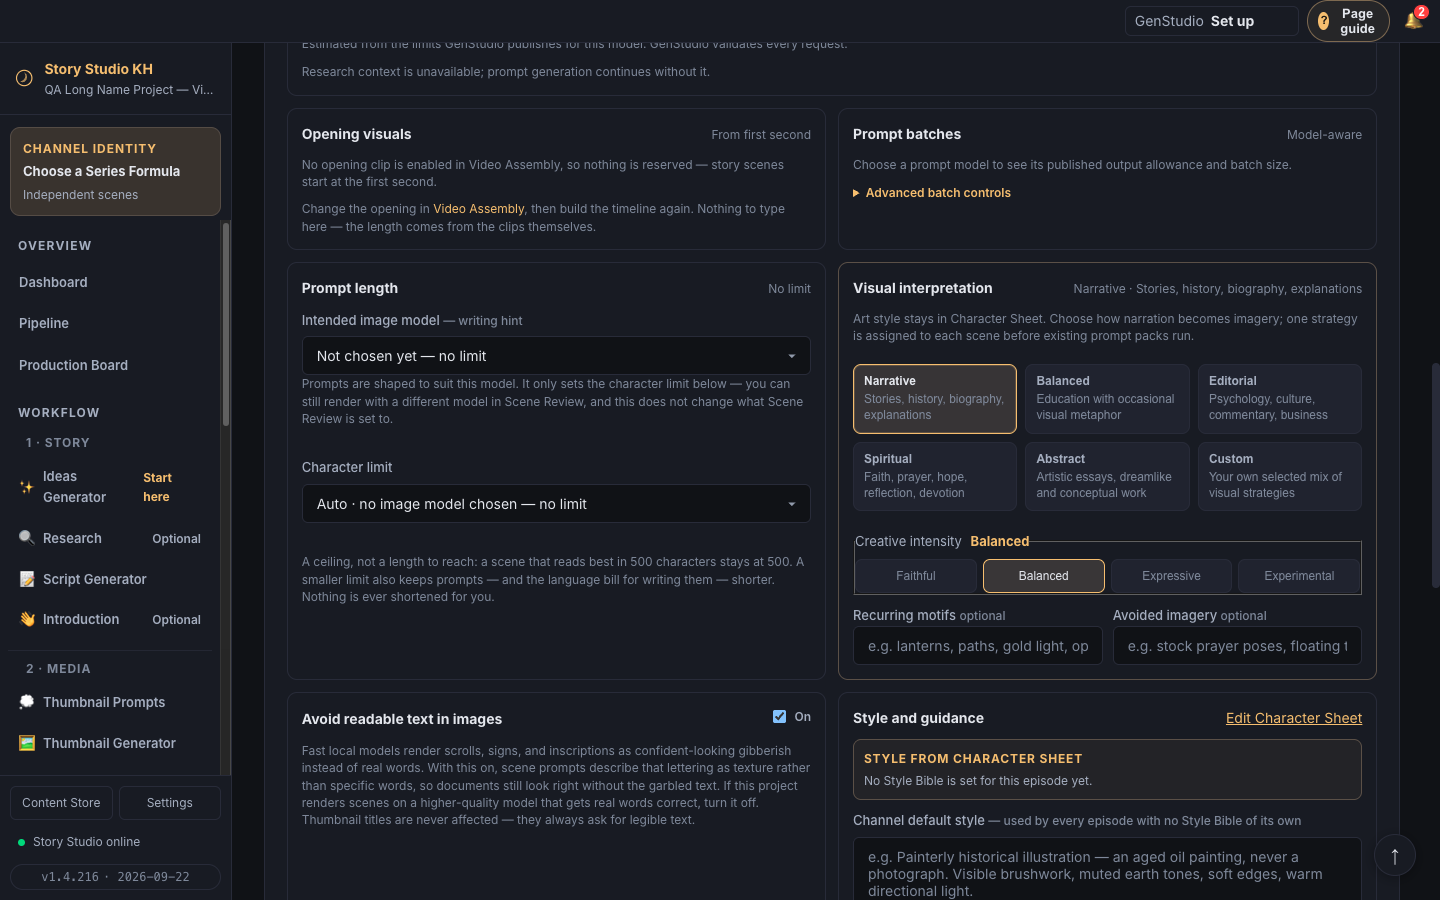 GenStudio Set up
? Page guide
2
Story Studio KH
QA Long Name Project — Vi...
CHANNEL IDENTITY
Choose a Series Formula
Independent scenes
OVERVIEW
Dashboard
Pipeline
Production Board
WORKFLOW
1 · STORY
Ideas Generator
Start here
Research
Optional
Script Generator
Introduction
Optional
2 · MEDIA
Thumbnail Prompts
Thumbnail Generator
Content Store
Settings
Story Studio online
v1.4.216 · 2026-09-22
Estimated from the limits GenStudio publishes for this model. GenStudio validates every request.
Research context is unavailable; prompt generation continues without it.
Opening visuals
From first second
No opening clip is enabled in Video Assembly, so nothing is reserved — story scenes
start at the first second.
Change the opening in Video Assembly, then build the timeline again. Nothing to type
here — the length comes from the clips themselves.
Prompt batches
Model-aware
Choose a prompt model to see its published output allowance and batch size.
Advanced batch controls
Prompt length
No limit
Intended image model — writing hint
Not chosen yet — no limit
Prompts are shaped to suit this model. It only sets the character limit below — you can
still render with a different model in Scene Review, and this does not change what Scene
Review is set to.
Character limit
Auto · no image model chosen — no limit
A ceiling, not a length to reach: a scene that reads best in 500 characters stays at 500. A
smaller limit also keeps prompts — and the language bill for writing them — shorter.
Nothing is ever shortened for you.
Visual interpretation
Narrative · Stories, history, biography, explanations
Art style stays in Character Sheet. Choose how narration becomes imagery; one strategy
is assigned to each scene before existing prompt packs run.
Narrative
Stories, history, biography,
explanations
Balanced
Education with occasional
visual metaphor
Editorial
Psychology, culture,
commentary, business
Spiritual
Faith, prayer, hope,
reflection, devotion
Abstract
Artistic essays, dreamlike
and conceptual work
Custom
Your own selected mix of
visual strategies
Creative intensity Balanced
Faithful
Balanced
Expressive
Experimental
Recurring motifs optional
e.g. lanterns, paths, gold light, op
Avoided imagery optional
e.g. stock prayer poses, floating t
Avoid readable text in images
On
Fast local models render scrolls, signs, and inscriptions as confident-looking gibberish
instead of real words. With this on, scene prompts describe that lettering as texture rather
than specific words, so documents still look right without the garbled text. If this project
renders scenes on a higher-quality model that gets real words correct, turn it off.
Thumbnail titles are never affected — they always ask for legible text.
Style and guidance
Edit Character Sheet
STYLE FROM CHARACTER SHEET
No Style Bible is set for this episode yet.
Channel default style — used by every episode with no Style Bible of its own
e.g. Painterly historical illustration — an aged oil painting, never a
photograph. Visible brushwork, muted earth tones, soft edges, warm
directional light.